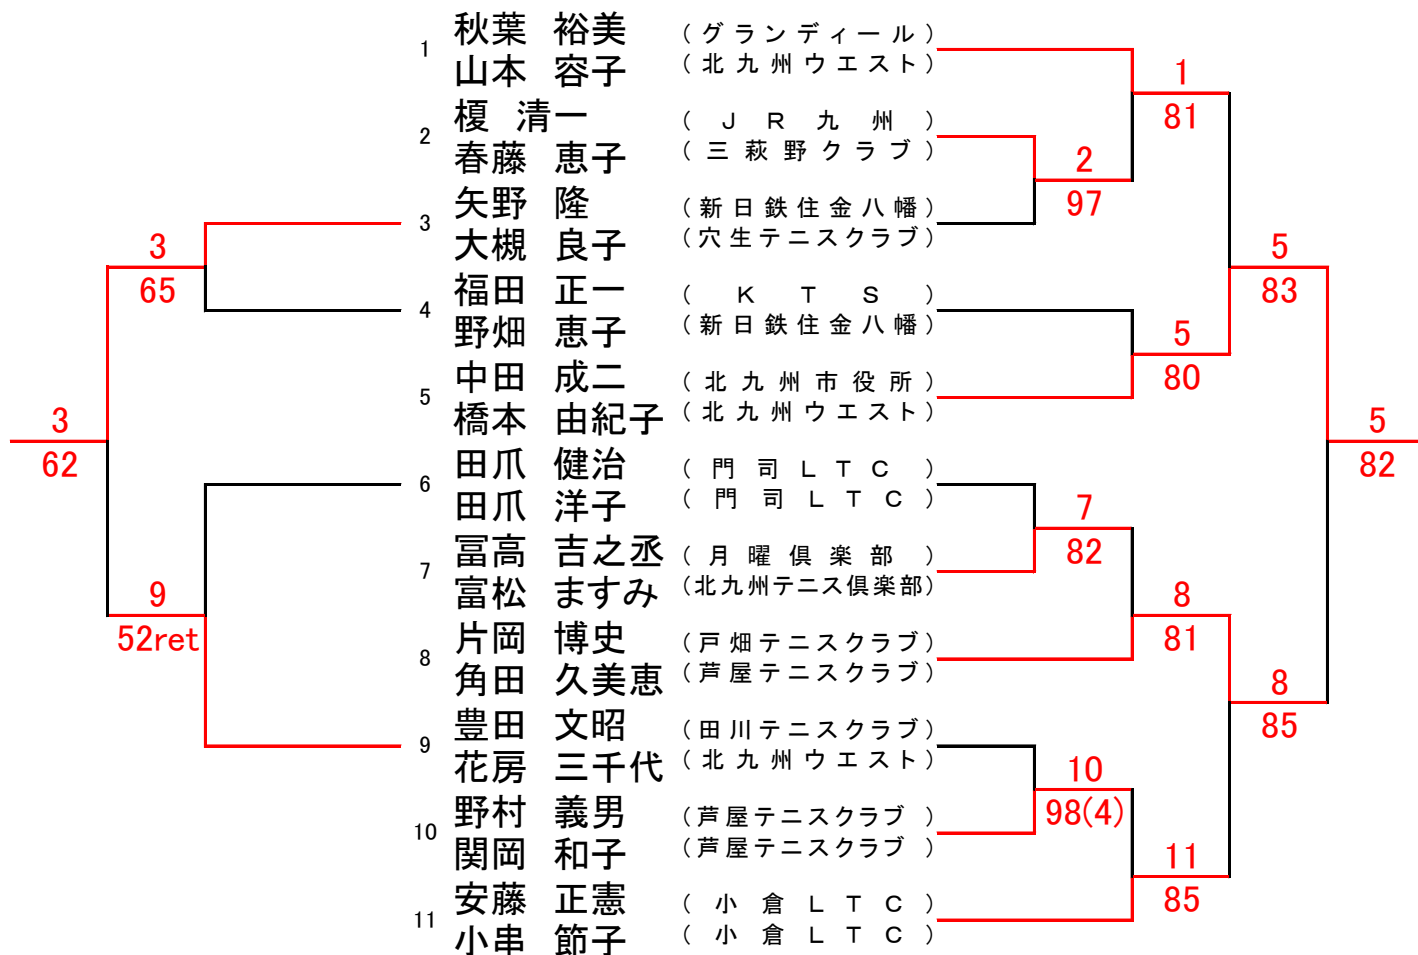 1 秋葉 裕美 (グランディール)
山本 容子 (北九州ウエスト)
2 榎 清一 (JR九州)
春藤 恵子 (三萩野クラブ)
3 矢野 隆 (新日鉄住金八幡)
大槻 良子 (穴生テニスクラブ)
4 福田 正一 (KTS)
野畑 恵子 (新日鉄住金八幡)
5 中田 成二 (北九州市役所)
橋本 由紀子 (北九州ウエスト)
6 田爪 健治 (門司LTC)
田爪 洋子 (門司LTC)
7 冨高 吉之丞 (月曜倶楽部)
富松 ますみ (北九州テニス倶楽部)
8 片岡 博史 (戸畑テニスクラブ)
角田 久美恵 (芦屋テニスクラブ)
9 豊田 文昭 (田川テニスクラブ)
花房 三千代 (北九州ウエスト)
10 野村 義男 (芦屋テニスクラブ)
関岡 和子 (芦屋テニスクラブ)
11 安藤 正憲 (小倉LTC)
小串 節子 (小倉LTC)
3
65
9
52ret
3
62
2
97
7
82
10
98(4)
1
81
5
80
8
81
11
85
5
83
8
85
5
82